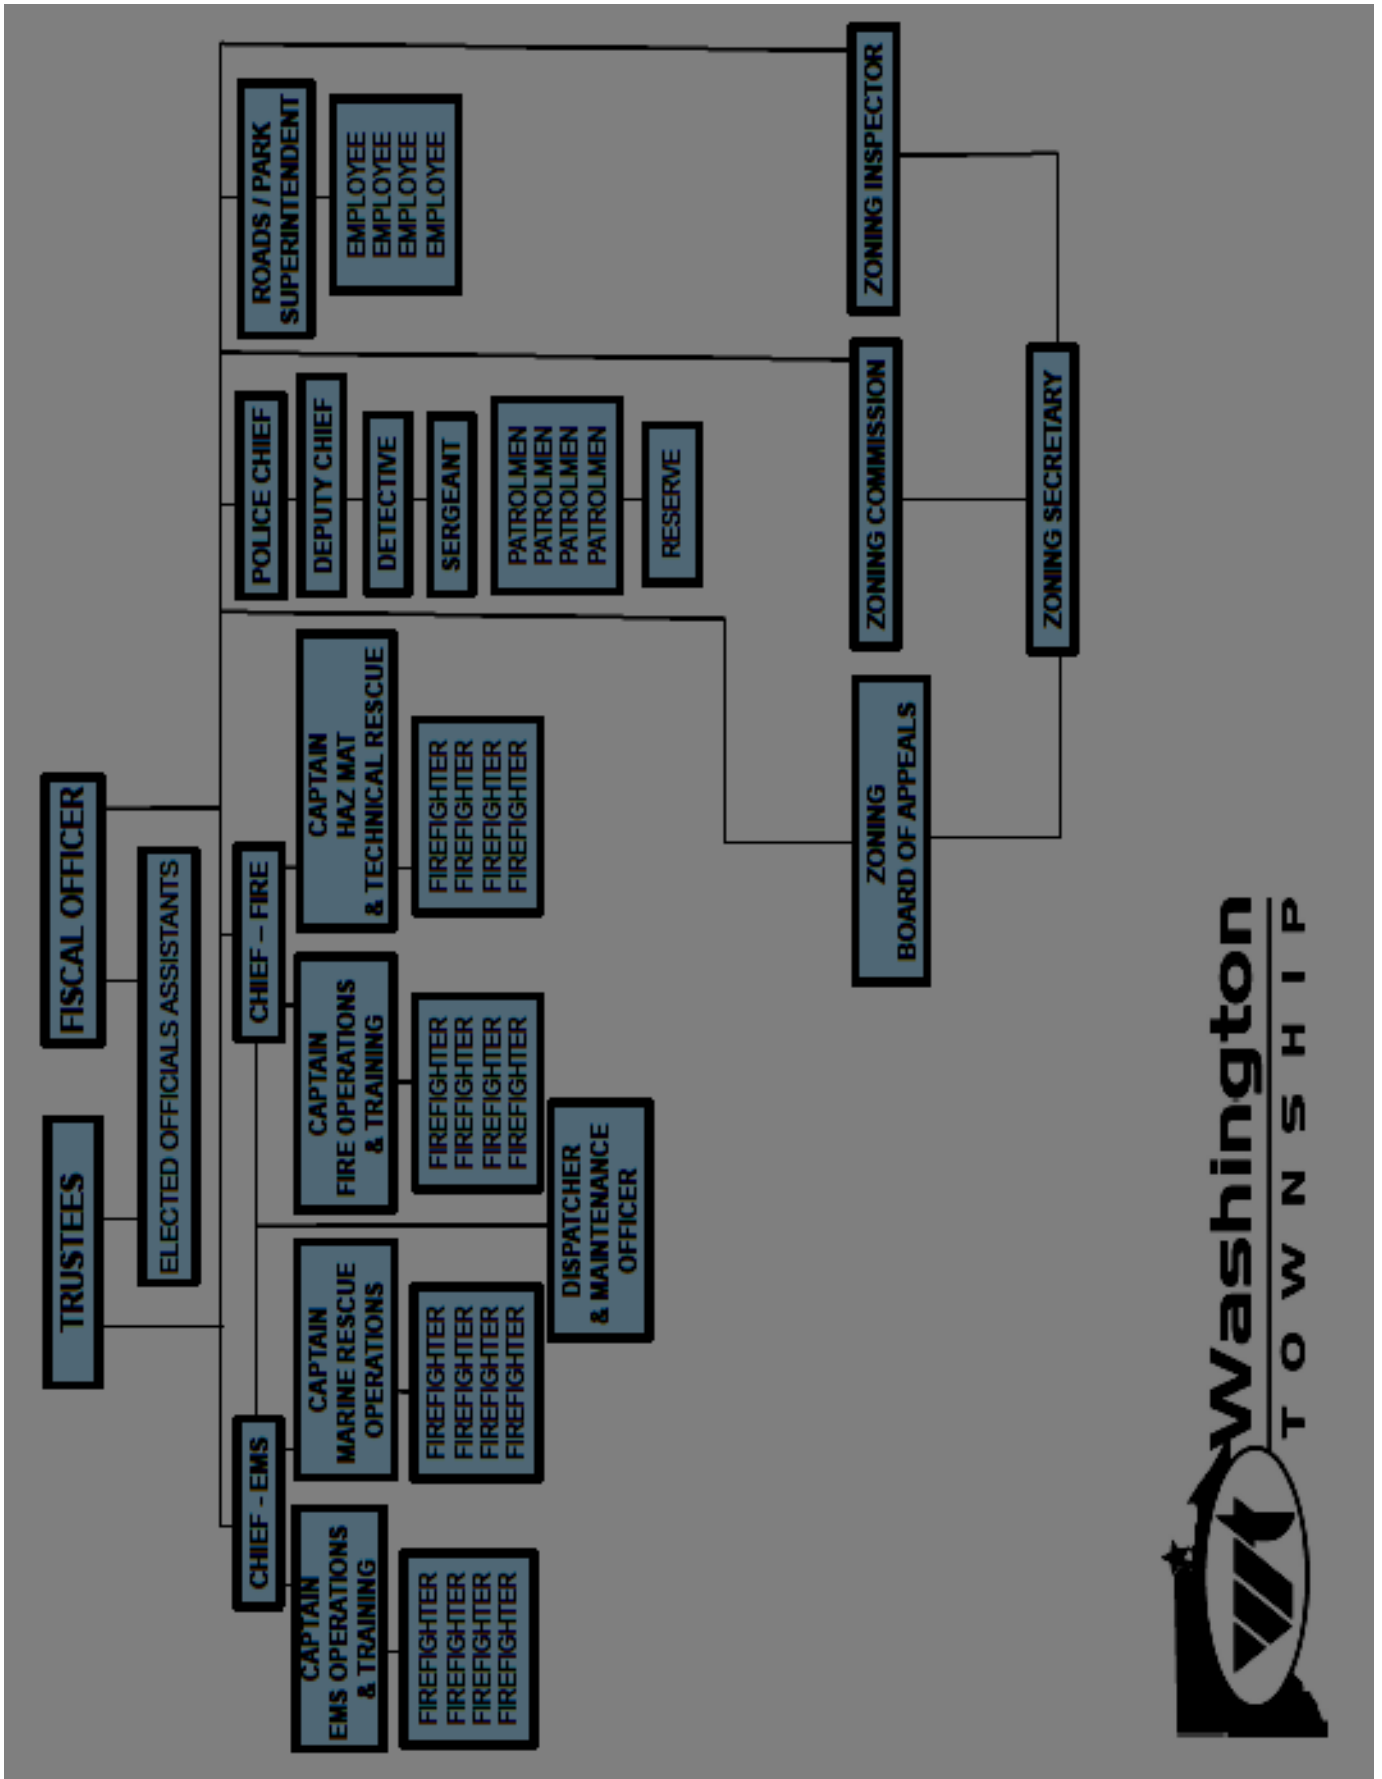 TRUSTEES
FISCAL OFFICER
ELECTED OFFICIALS ASSISTANTS
CHIEF - EMS
CHIEF – FIRE
POLICE CHIEF
ROADS / PARK
SUPERINTENDENT
CAPTAIN
EMS OPERATIONS
& TRAINING
FIREFIGHTER
FIREFIGHTER
FIREFIGHTER
FIREFIGHTER
CAPTAIN
MARINE RESCUE
OPERATIONS
FIREFIGHTER
FIREFIGHTER
FIREFIGHTER
FIREFIGHTER
CAPTAIN
FIRE OPERATIONS
& TRAINING
FIREFIGHTER
FIREFIGHTER
FIREFIGHTER
FIREFIGHTER
CAPTAIN
HAZ MAT
& TECHNICAL RESCUE
FIREFIGHTER
FIREFIGHTER
FIREFIGHTER
FIREFIGHTER
DISPATCHER
& MAINTENANCE
OFFICER
DEPUTY CHIEF
DETECTIVE
SERGEANT
PATROLMEN
PATROLMEN
PATROLMEN
PATROLMEN
RESERVE
EMPLOYEE
EMPLOYEE
EMPLOYEE
EMPLOYEE
ZONING
BOARD OF APPEALS
ZONING COMMISSION
ZONING INSPECTOR
ZONING SECRETARY
Washington
TOWNSHIP